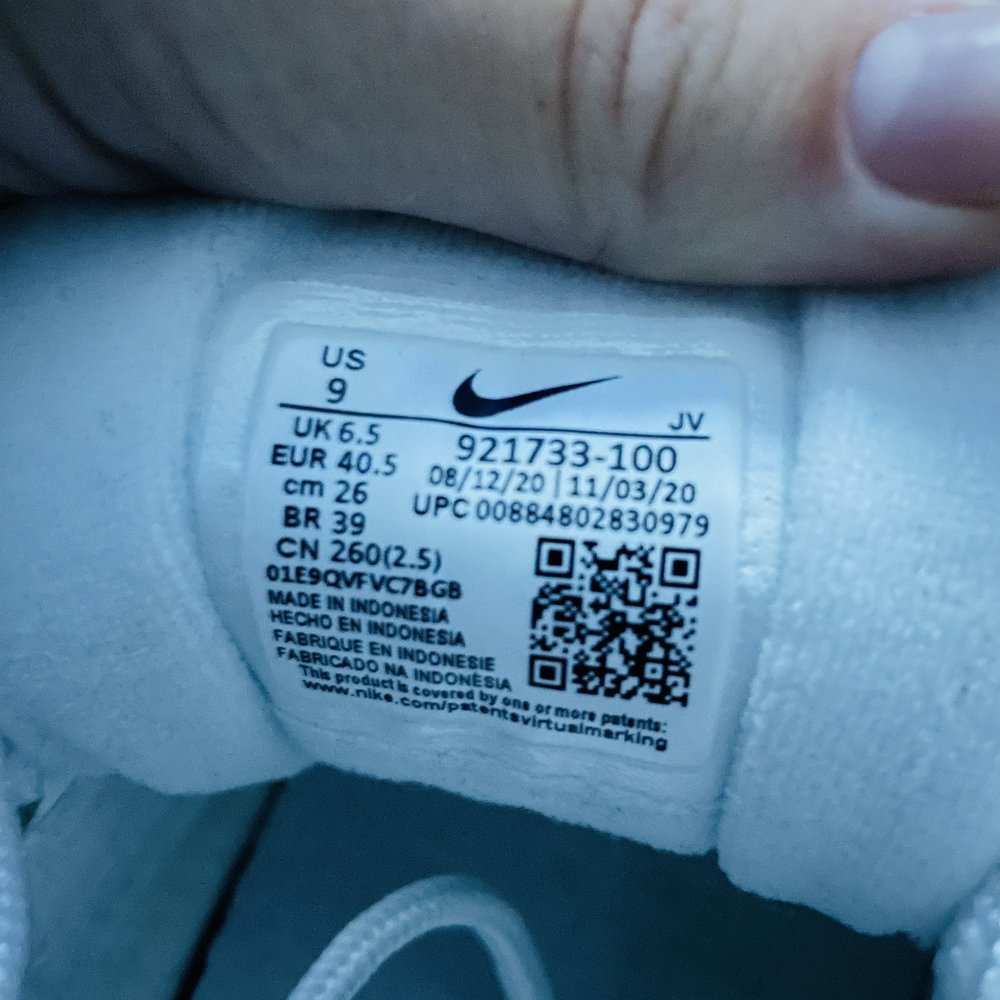 US
9
JV
UK 6.5
EUR 40.5
cm 26
BR 39
CN 260(2.5)
921733-100
08/12/20 | 11/03/20
UPC 00884802830979
01E9QVFVC7BGB
MADE IN INDONESIA
HECHO EN INDONESIA
FABRIQUE EN INDONESIE
FABRICADO NA INDONÈSIA
This product is covered by one or more patents:
www.nike.com/patentsvirtualmarking